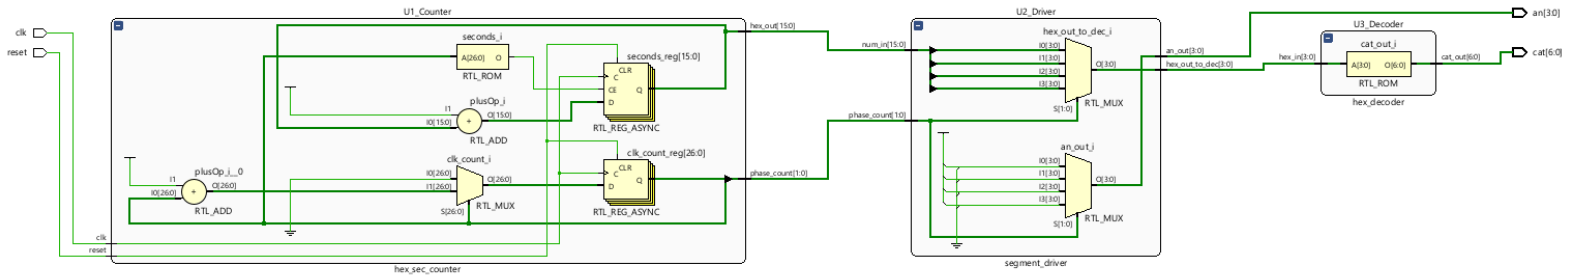 clk
reset
U1_Counter
seconds_i
A[26:0] O
RTL_ROM
seconds_reg[15:0]
CLR
C
CE
D
Q
RTL_REG_ASYNC
plusOp_i
I1
I0[15:0]
+
O[15:0]
RTL_ADD
clk_count_i
I0[26:0]
I1[26:0]
O[26:0]
S[26:0]
RTL_MUX
plusOp_i__0
I1
I0[26:0]
+
O[26:0]
RTL_ADD
clk_count_reg[26:0]
CLR
C
D
Q
RTL_REG_ASYNC
clk
reset
hex_out[15:0]
phase_count[1:0]
hex_sec_counter
U2_Driver
num_in[15:0]
phase_count[1:0]
hex_out_to_dec_i
I0[3:0]
I1[3:0]
I2[3:0]
I3[3:0]
O[3:0]
S[1:0]
RTL_MUX
an_out_i
I0[3:0]
I1[3:0]
I2[3:0]
I3[3:0]
O[3:0]
S[1:0]
RTL_MUX
an_out[3:0]
hex_out_to_dec[3:0]
segment_driver
U3_Decoder
hex_in[3:0]
cat_out_i
A[3:0] O[6:0]
RTL_ROM
cat_out[6:0]
hex_decoder
an[3:0]
cat[6:0]